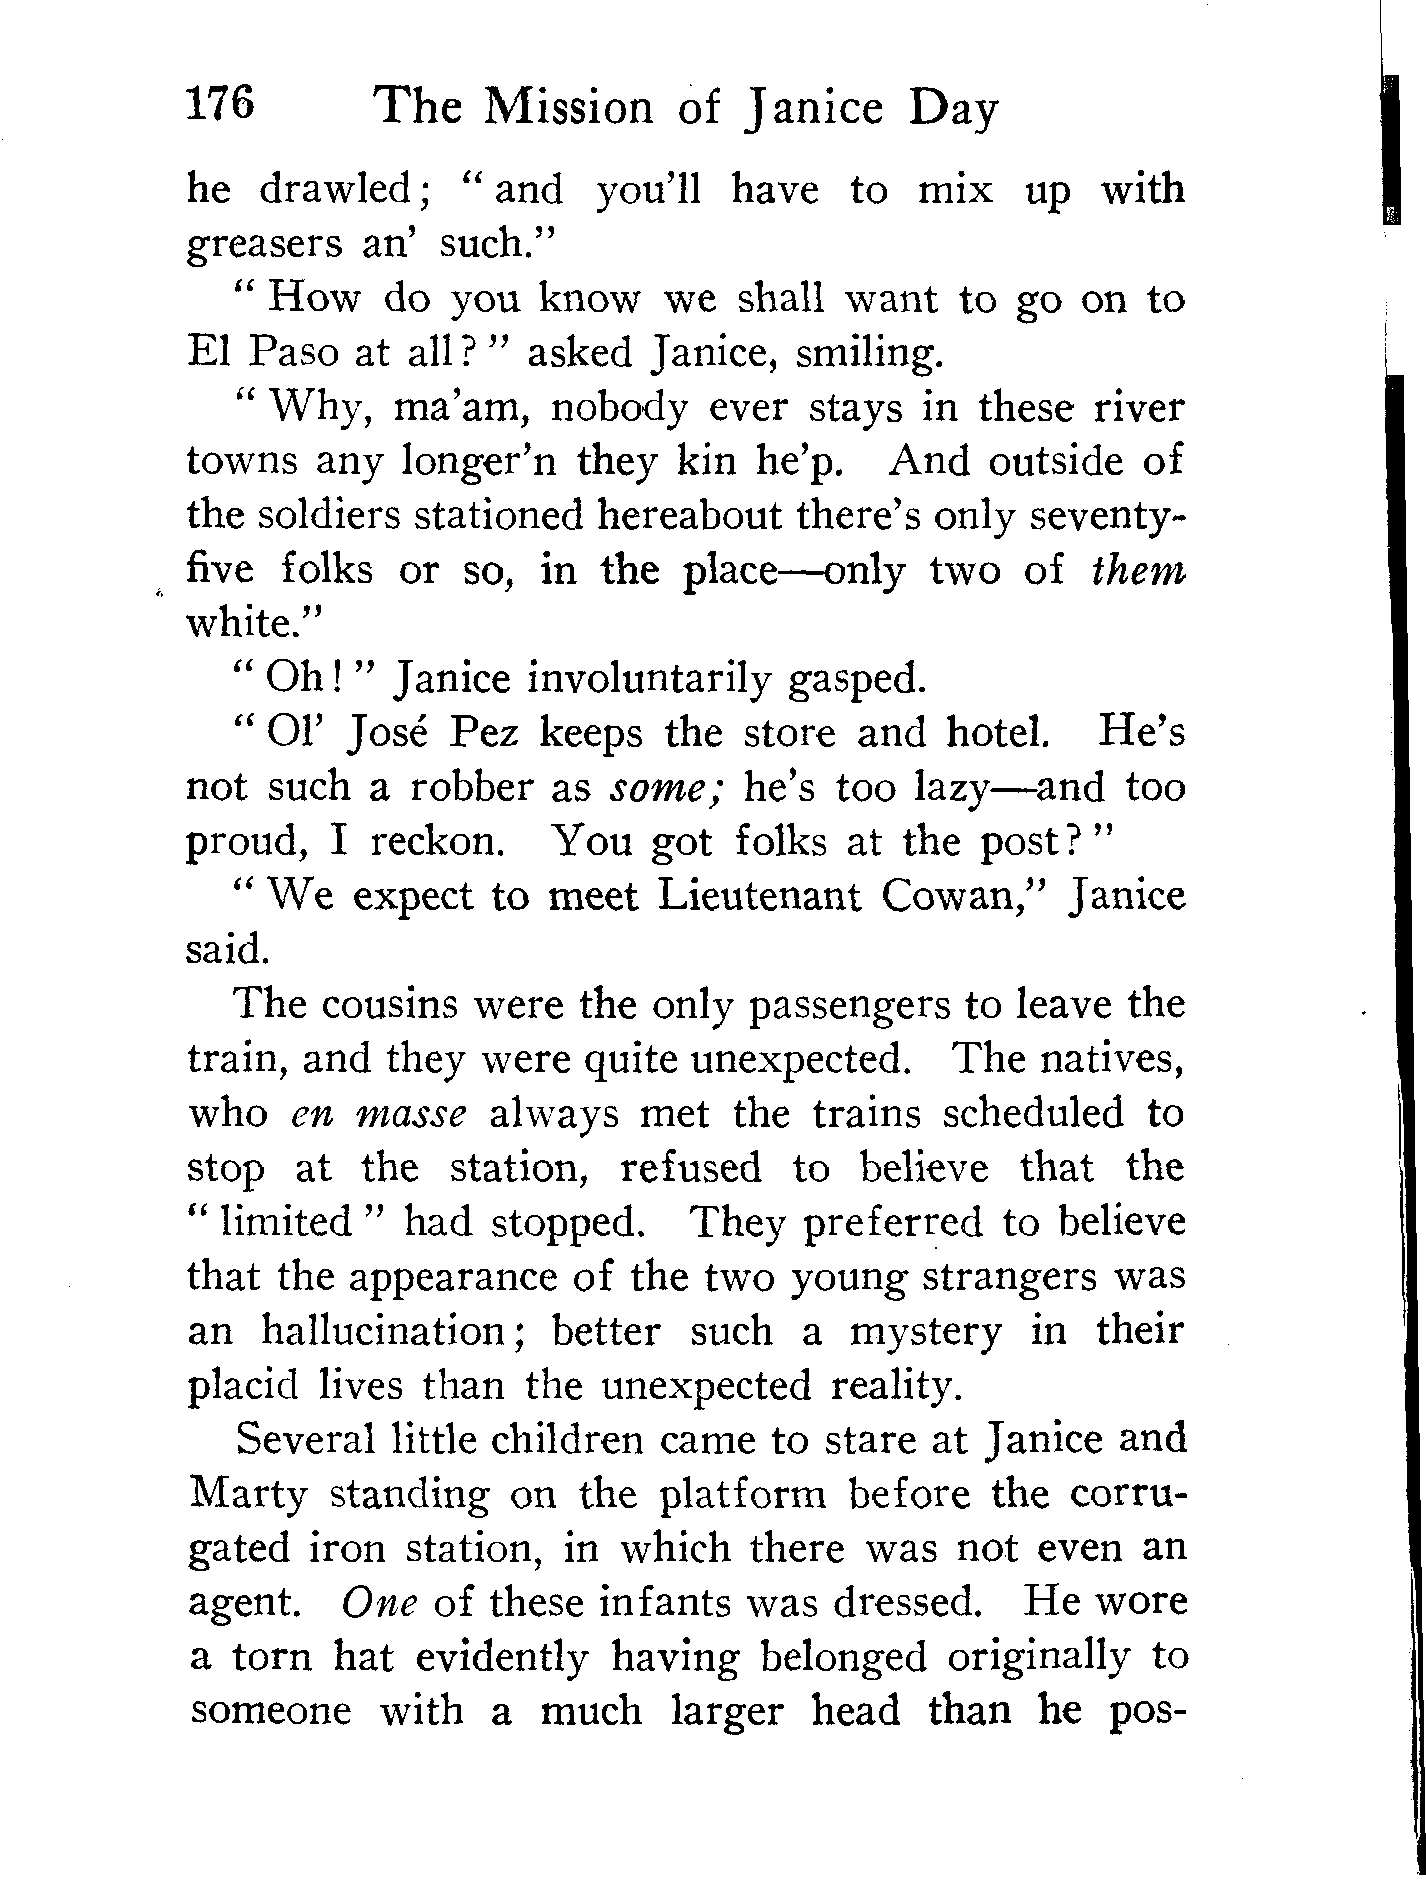 176 The Mission of Janice Day
he drawled; “ and you’ll have to mix up with
greasers an’ such.”
“ How do you know we shall want to go on to
El Paso at all? ” asked Janice, smiling.
“ Why, ma’am, nobody ever stays in these river
towns any longer’n they kin he’p. And outside of
the soldiers stationed hereabout there’s only seventy-
five folks or so, in the place—only two of them
white.”
“ Oh! ” Janice involuntarily gasped.
“ Ol’ José Pez keeps the store and hotel. He’s
not such a robber as some; he’s too lazy—and too
proud, I reckon. You got folks at the post? ”
“ We expect to meet Lieutenant Cowan,” Janice
said.
The cousins were the only passengers to leave the
train, and they were quite unexpected. The natives,
who en masse always met the trains scheduled to
stop at the station, refused to believe that the
“ limited ” had stopped. They preferred to believe
that the appearance of the two young strangers was
an hallucination; better such a mystery in their
placid lives than the unexpected reality.
Several little children came to stare at Janice and
Marty standing on the platform before the corru-
gated iron station, in which there was not even an
agent. One of these infants was dressed. He wore
a torn hat evidently having belonged originally to
someone with a much larger head than he pos-